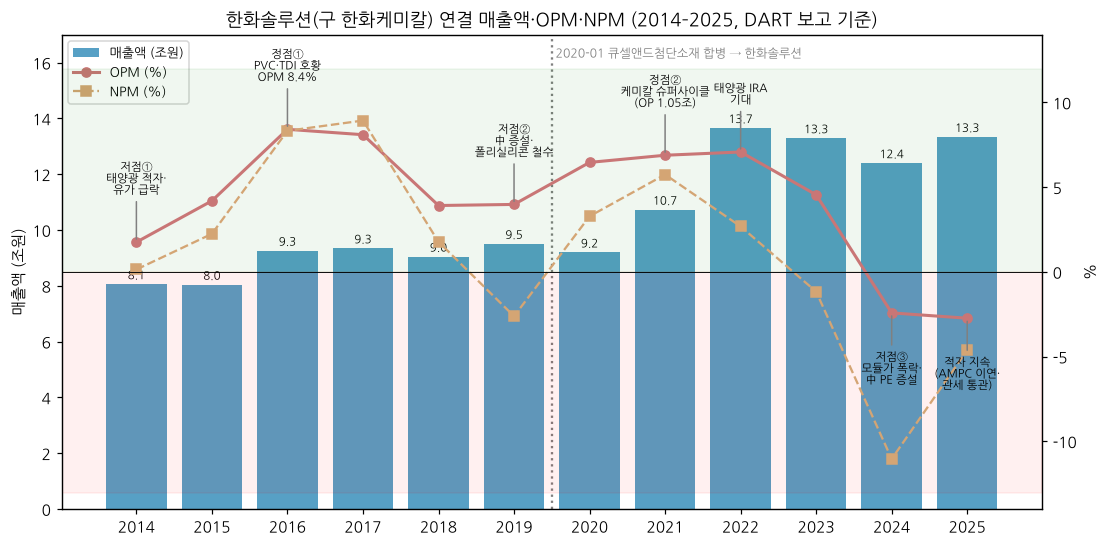 한화솔루션(구 한화케미칼) 연결 매출액·OPM·NPM (2014-2025, DART 보고 기준)
매출액 (조원)
OPM (%)
NPM (%)
2020-01 큐셀앤드첨단소재 합병 → 한화솔루션
정점①
PVC·TDI 호황
OPM 8.4%
정점②
케미칼 슈퍼사이클
(OP 1.05조)
태양광 IRA
기대
저점①
태양광 적자·
유가 급락
저점②
中 증설·
폴리실리콘 철수
저점③
모듈가 폭락·
中 PE 증설
적자 지속
(AMPC 이연·
관세 통관)
8.1
8.0
9.3
9.3
9.0
9.5
9.2
10.7
13.7
13.3
12.4
13.3
매출액 (조원)
16
14
12
10
8
6
4
2
0
10
5
0
-5
-10
%
2014
2015
2016
2017
2018
2019
2020
2021
2022
2023
2024
2025